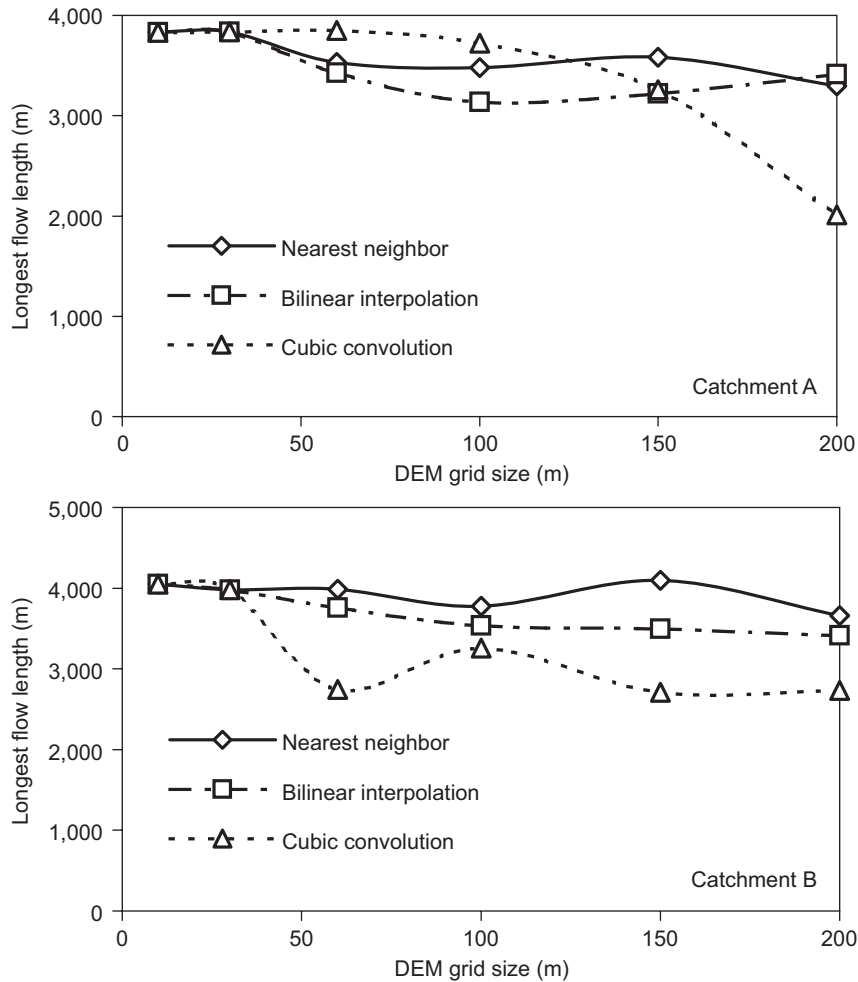 4,000
3,000
2,000
1,000
0
Longest flow length (m)
Nearest neighbor
Bilinear interpolation
Cubic convolution
Catchment A
0 50 100 150 200
DEM grid size (m)
5,000
4,000
3,000
2,000
1,000
0
Longest flow length (m)
Nearest neighbor
Bilinear interpolation
Cubic convolution
Catchment B
0 50 100 150 200
DEM grid size (m)